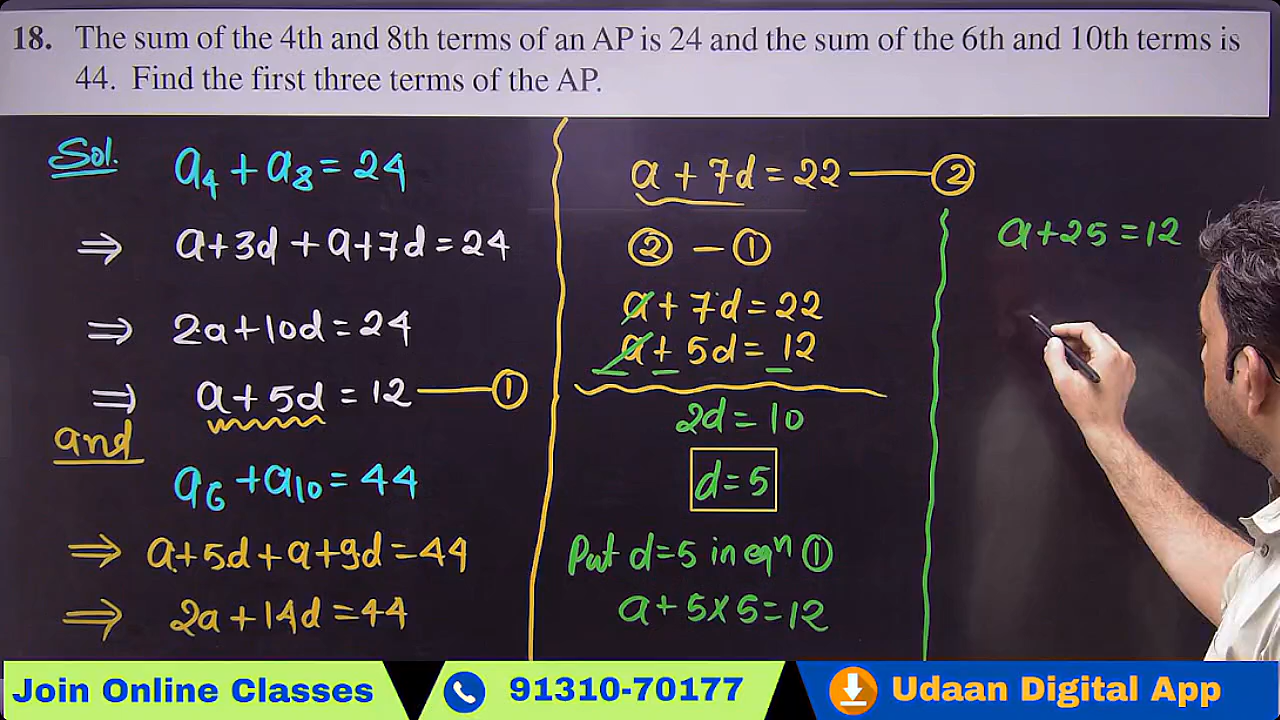 18. The sum of the 4th and 8th terms of an AP is 24 and the sum of the 6th and 10th terms is
44. Find the first three terms of the AP.
Sol. a₄ + a₈ = 24
⇒ a+3d + a+7d = 24
⇒ 2a+10d = 24
⇒ a+5d = 12 — ①
and
a₆ + a₁₀ = 44
⇒ a+5d + a+9d = 44
⇒ 2a+14d = 44
a + 7d = 22 — ②
② – ①
a + 7d = 22
a + 5d = 12
– – –
2d = 10
d = 5
Put d=5 in eqⁿ ①
a + 5×5 = 12
a+25 = 12
Join Online Classes
91310-70177
Udaan Digital App